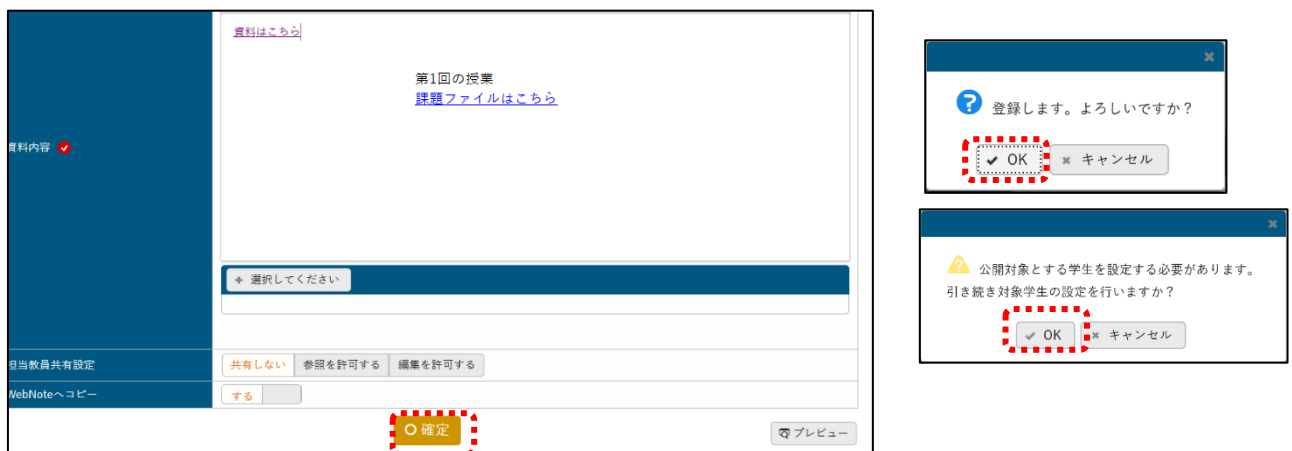 資料はこちら
第1回の授業
課題ファイルはこちら
資料内容
+ 選択してください
担当教員共有設定
共有しない 参照を許可する 編集を許可する
WebNoteへコピー
する
確定
プレビュー
登録します。よろしいですか?
OK
キャンセル
公開対象とする学生を設定する必要があります。
引き続き対象学生の設定を行いますか?
OK
キャンセル